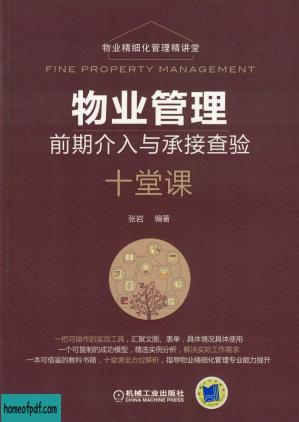 物业精细化管理精讲堂
FINE PROPERTY MANAGEMENT
物业管理
前期介入与承接查验
十堂课
张岩 编著
一把可操作的实效工具，汇聚文图、表单，具体情况具体使用
一个可复制的成功模型，精选实例分析，解决实际工作需求
一本可借鉴的教科书籍，十堂课全方位解析，指导物业精细化管理专业能力提升
机械工业出版社
CHINA MACHINE PRESS
homeofpdf.com
homeofpdf.com